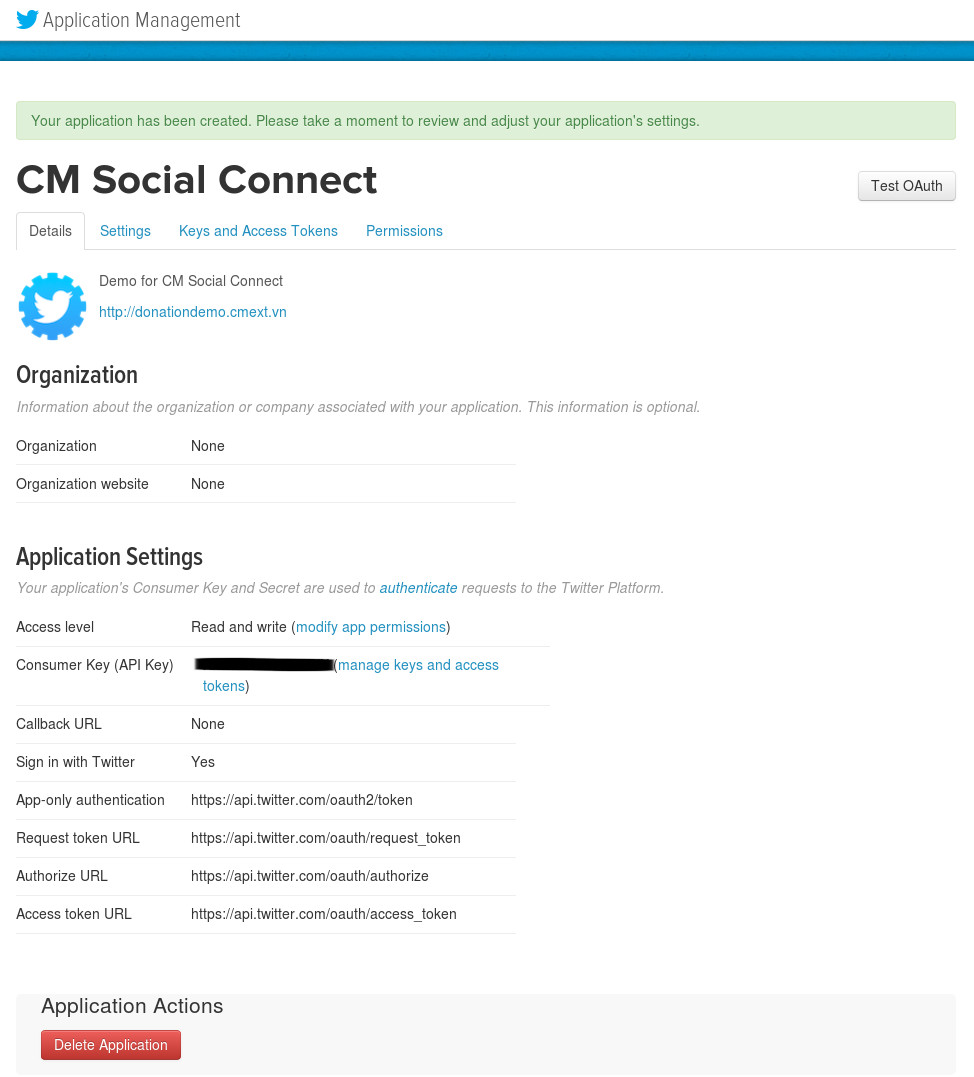 Application Management
Your application has been created. Please take a moment to review and adjust your application's settings.
CM Social Connect
Test OAuth
Details Settings Keys and Access Tokens Permissions
Demo for CM Social Connect
http://donationdemo.cmext.vn
Organization
Information about the organization or company associated with your application. This information is optional.
Organization None
Organization website None
Application Settings
Your application's Consumer Key and Secret are used to authenticate requests to the Twitter Platform.
Access level Read and write (modify app permissions)
Consumer Key (API Key) (manage keys and access
tokens)
Callback URL None
Sign in with Twitter Yes
App-only authentication https://api.twitter.com/oauth2/token
Request token URL https://api.twitter.com/oauth/request_token
Authorize URL https://api.twitter.com/oauth/authorize
Access token URL https://api.twitter.com/oauth/access_token
Application Actions
Delete Application